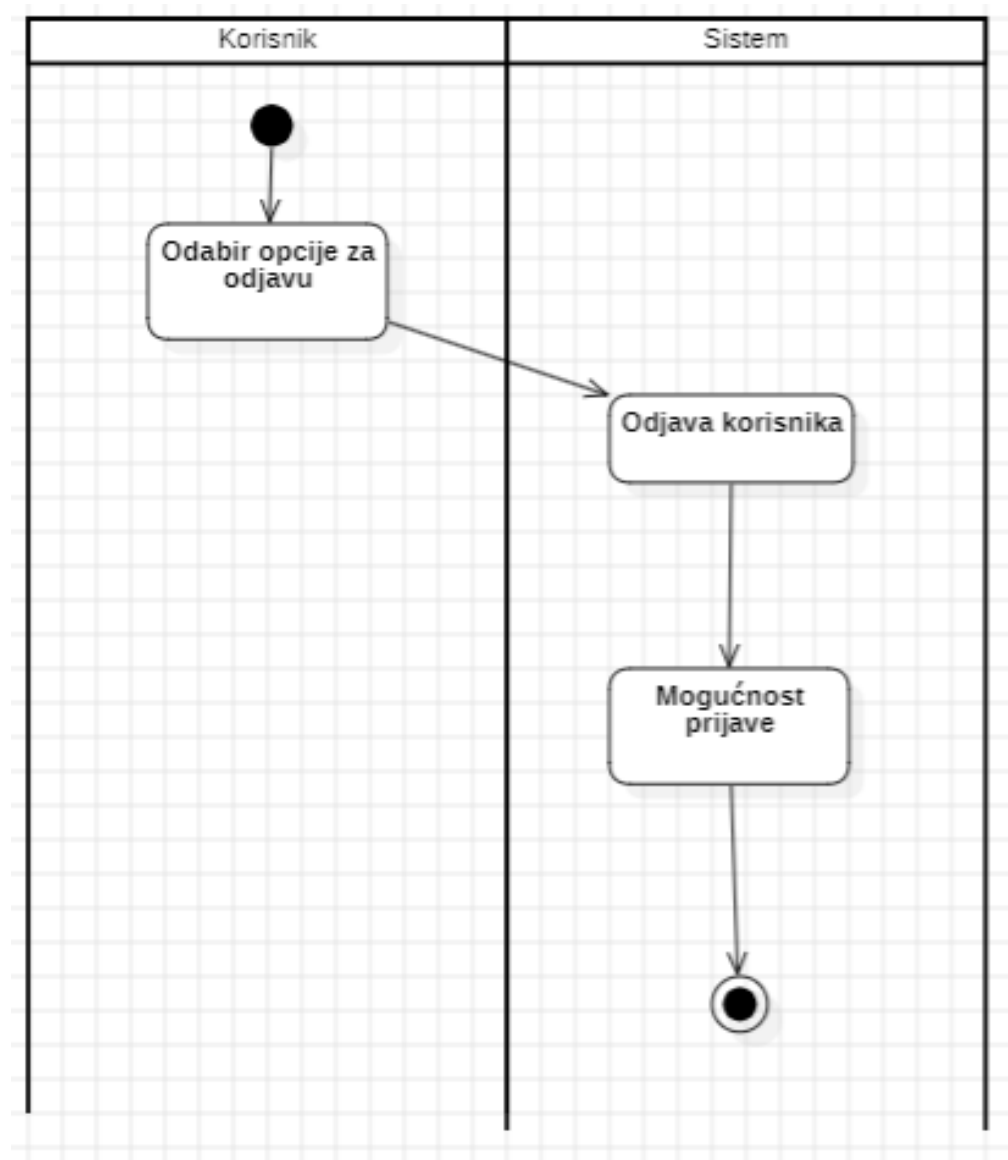 Korisnik
Sistem
Odabir opcije za
odjavu
Odjava korisnika
Mogućnost
prijave